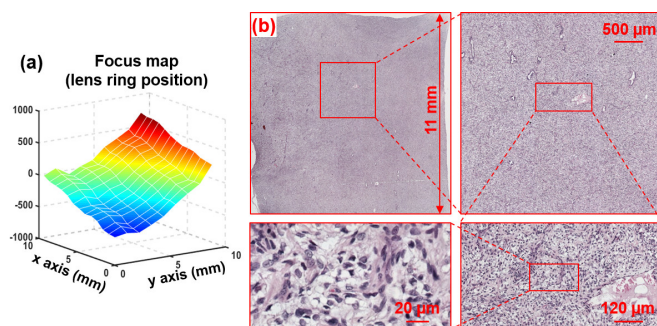 (a)
Focus map
(lens ring position)
1000
500
0
-500
-1000
10
5
0
x axis (mm)
0
5
10
y axis (mm)
(b)
11 mm
500 µm
20 µm
120 µm